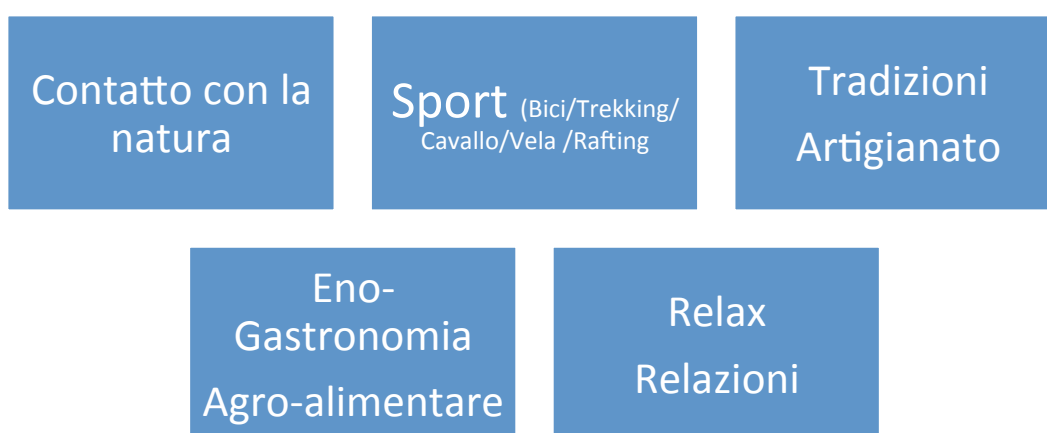 Contatto con la
natura
Sport (Bici/Trekking/
Cavallo/Vela /Rafting
Tradizioni
Artigianato
Eno-
Gastronomia
Agro-alimentare
Relax
Relazioni